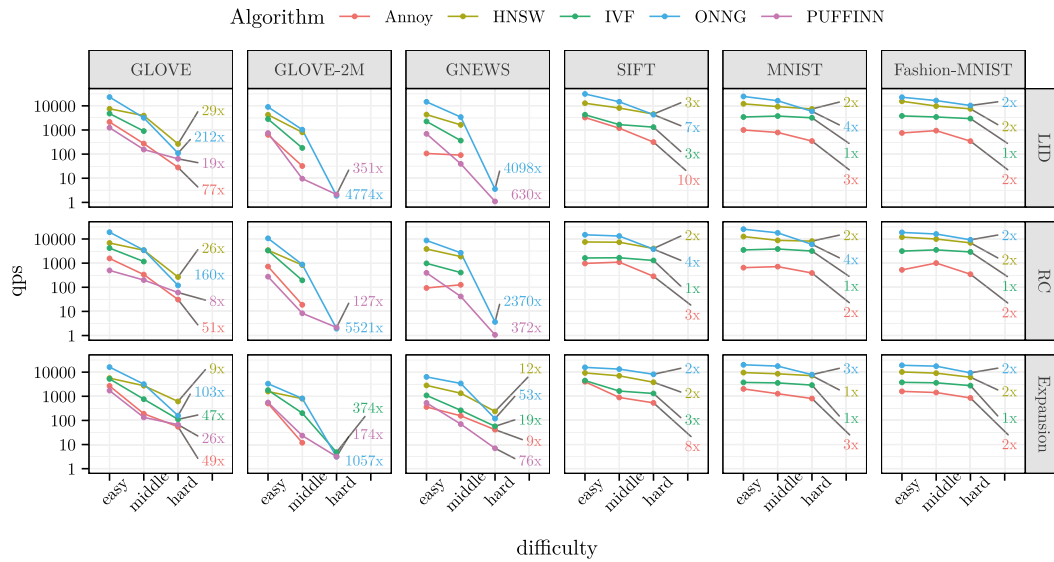 Algorithm Annoy HNSW IVF ONNG PUFFINN
GLOVE GLOVE-2M GNEWS SIFT MNIST Fashion-MNIST
qps
10000
1000
100
10
1
29x
212x
19x
77x
351x
4774x
4098x
630x
3x
7x
3x
10x
2x
4x
1x
3x
2x
2x
1x
2x
LID
10000
1000
100
10
1
26x
160x
8x
51x
127x
5521x
2370x
372x
2x
4x
1x
3x
2x
4x
1x
2x
2x
2x
1x
2x
RC
10000
1000
100
10
1
9x
103x
47x
26x
49x
374x
174x
1057x
12x
53x
19x
9x
76x
2x
2x
3x
8x
3x
1x
1x
3x
2x
2x
1x
2x
Expansion
easy middle hard easy middle hard easy middle hard easy middle hard easy middle hard easy middle hard
difficulty